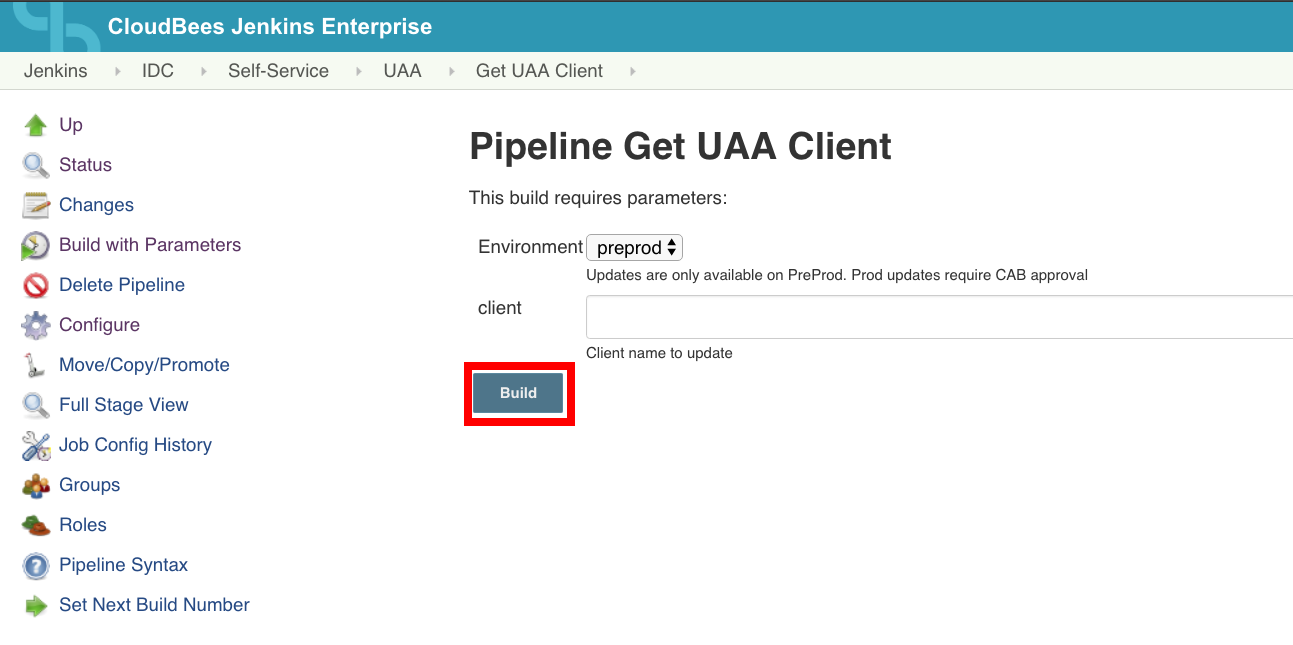 CloudBees Jenkins Enterprise
Jenkins IDC Self-Service UAA Get UAA Client
Up
Status
Changes
Build with Parameters
Delete Pipeline
Configure
Move/Copy/Promote
Full Stage View
Job Config History
Groups
Roles
Pipeline Syntax
Set Next Build Number
Pipeline Get UAA Client
This build requires parameters:
Environment preprod
Updates are only available on PreProd. Prod updates require CAB approval
client
Client name to update
Build